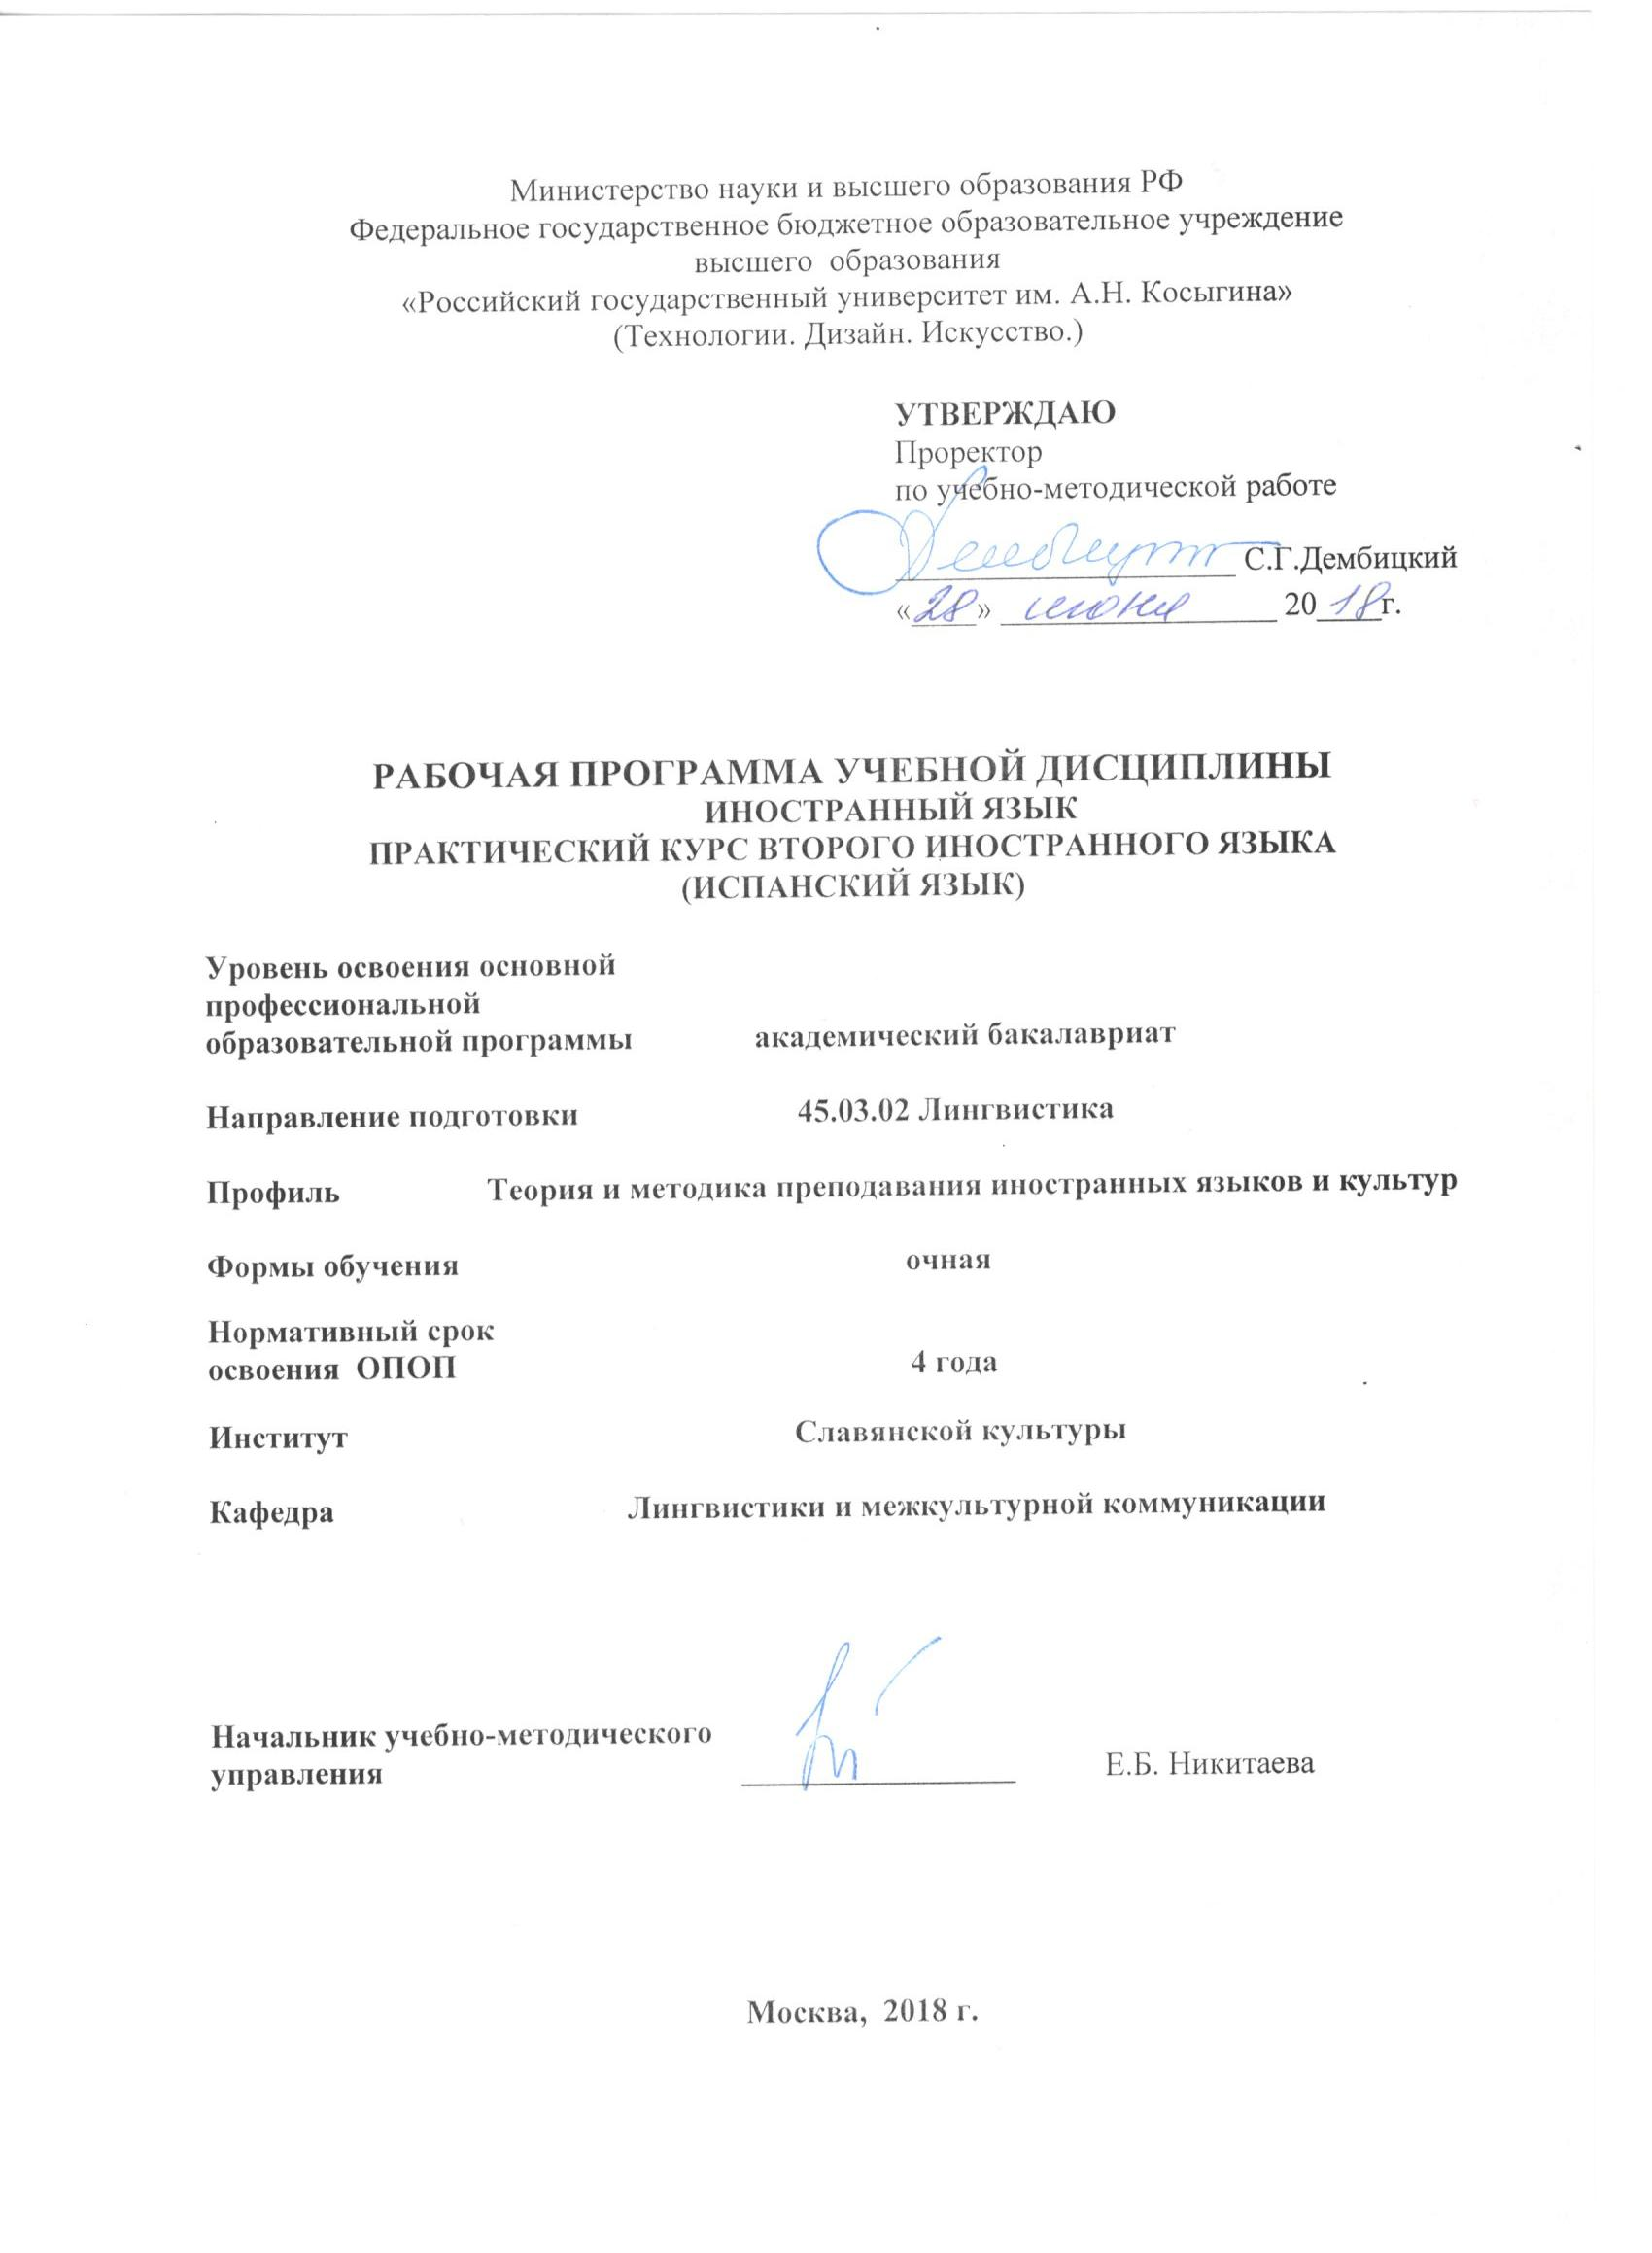 Министерство науки и высшего образования РФ
Федеральное государственное бюджетное образовательное учреждение
высшего образования
«Российский государственный университет им. А.Н. Косыгина»
(Технологии. Дизайн. Искусство.)
УТВЕРЖДАЮ
Проректор
по учебно-методической работе
С.Г.Дембицкий
«28» июня 2018г.
РАБОЧАЯ ПРОГРАММА УЧЕБНОЙ ДИСЦИПЛИНЫ
ИНОСТРАННЫЙ ЯЗЫК
ПРАКТИЧЕСКИЙ КУРС ВТОРОГО ИНОСТРАННОГО ЯЗЫКА
(ИСПАНСКИЙ ЯЗЫК)
Уровень освоения основной
профессиональной
образовательной программы академический бакалавриат
Направление подготовки 45.03.02 Лингвистика
Профиль Теория и методика преподавания иностранных языков и культур
Формы обучения очная
Нормативный срок
освоения ОПОП 4 года
Институт Славянской культуры
Кафедра Лингвистики и межкультурной коммуникации
Начальник учебно-методического
управления Е.Б. Никитаева
Москва, 2018 г.